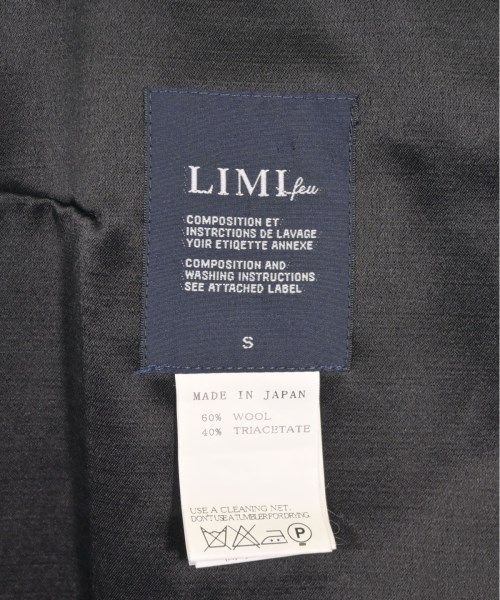 LIMI feu
COMPOSITION ET
INSTRCTIONS DE LAVAGE
YOIR ETIQETTE ANNEXE
COMPOSITION AND
WASHING INSTRUCTIONS
SEE ATTACHED LABEL
S
MADE IN JAPAN
60% WOOL
40% TRIACETATE
USE A CLEANING NET.
DON'T USE A TUMBLER FOR DRYING.
P